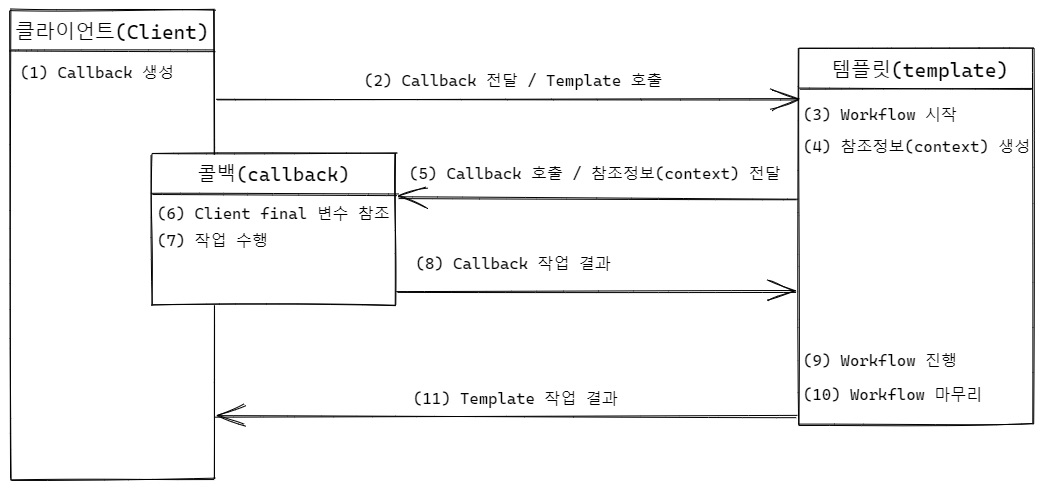 클라이언트(Client)
(1) Callback 생성
(2) Callback 전달 / Template 호출
템플릿(template)
(3) Workflow 시작
(4) 참조정보(context) 생성
콜백(callback)
(5) Callback 호출 / 참조정보(context) 전달
(6) Client final 변수 참조
(7) 작업 수행
(8) Callback 작업 결과
(9) Workflow 진행
(10) Workflow 마무리
(11) Template 작업 결과